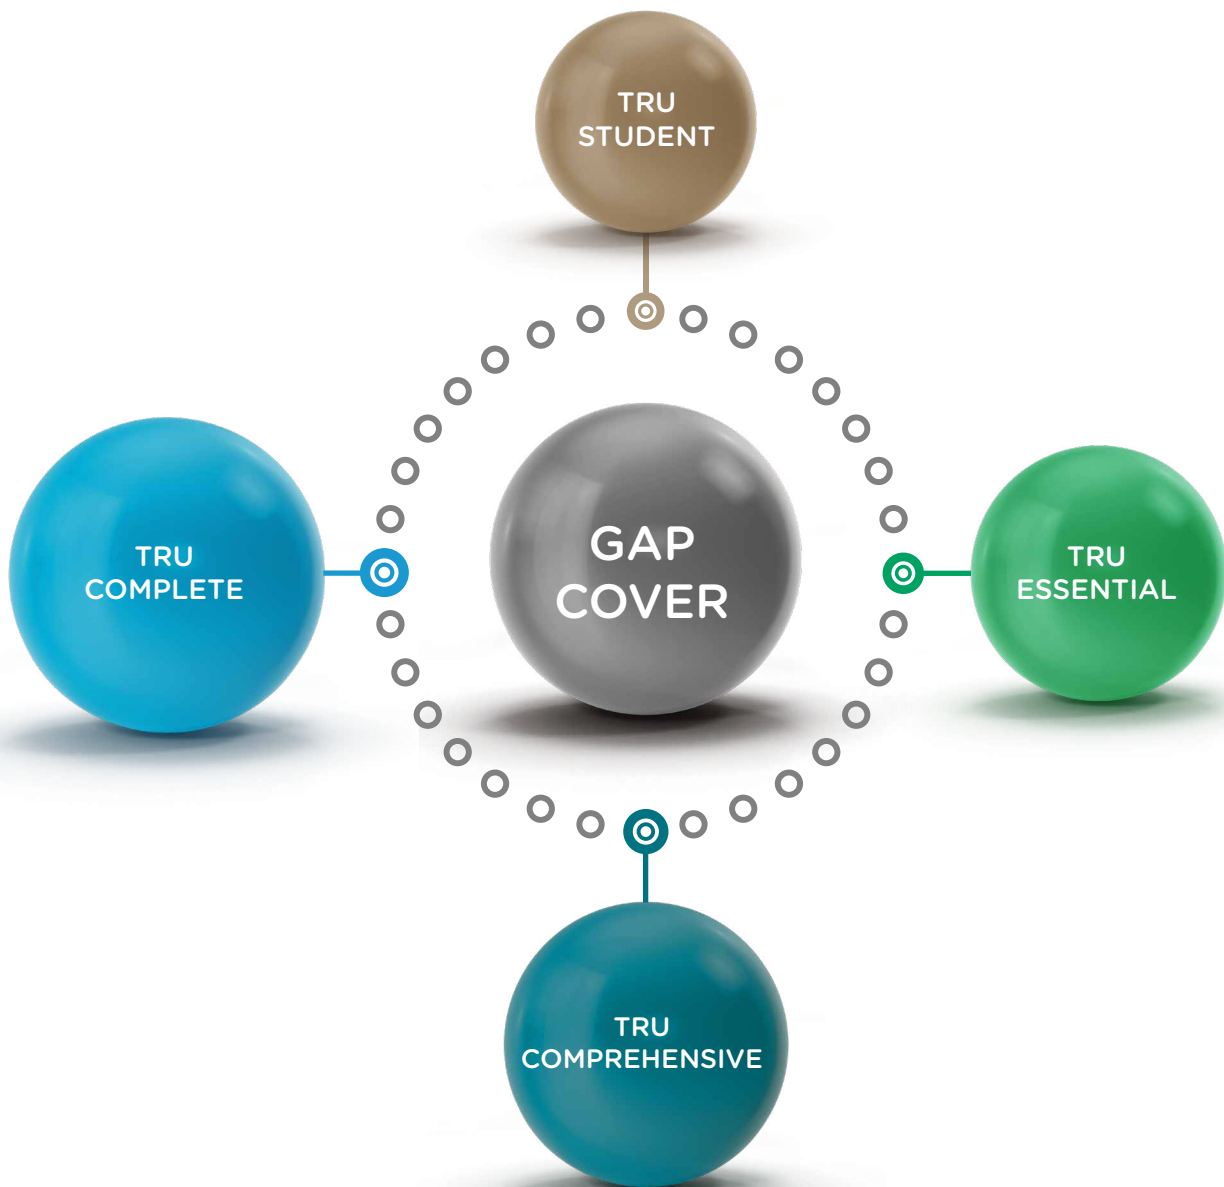 TRU
STUDENT
TRU
COMPLETE
GAP
COVER
TRU
ESSENTIAL
TRU
COMPREHENSIVE